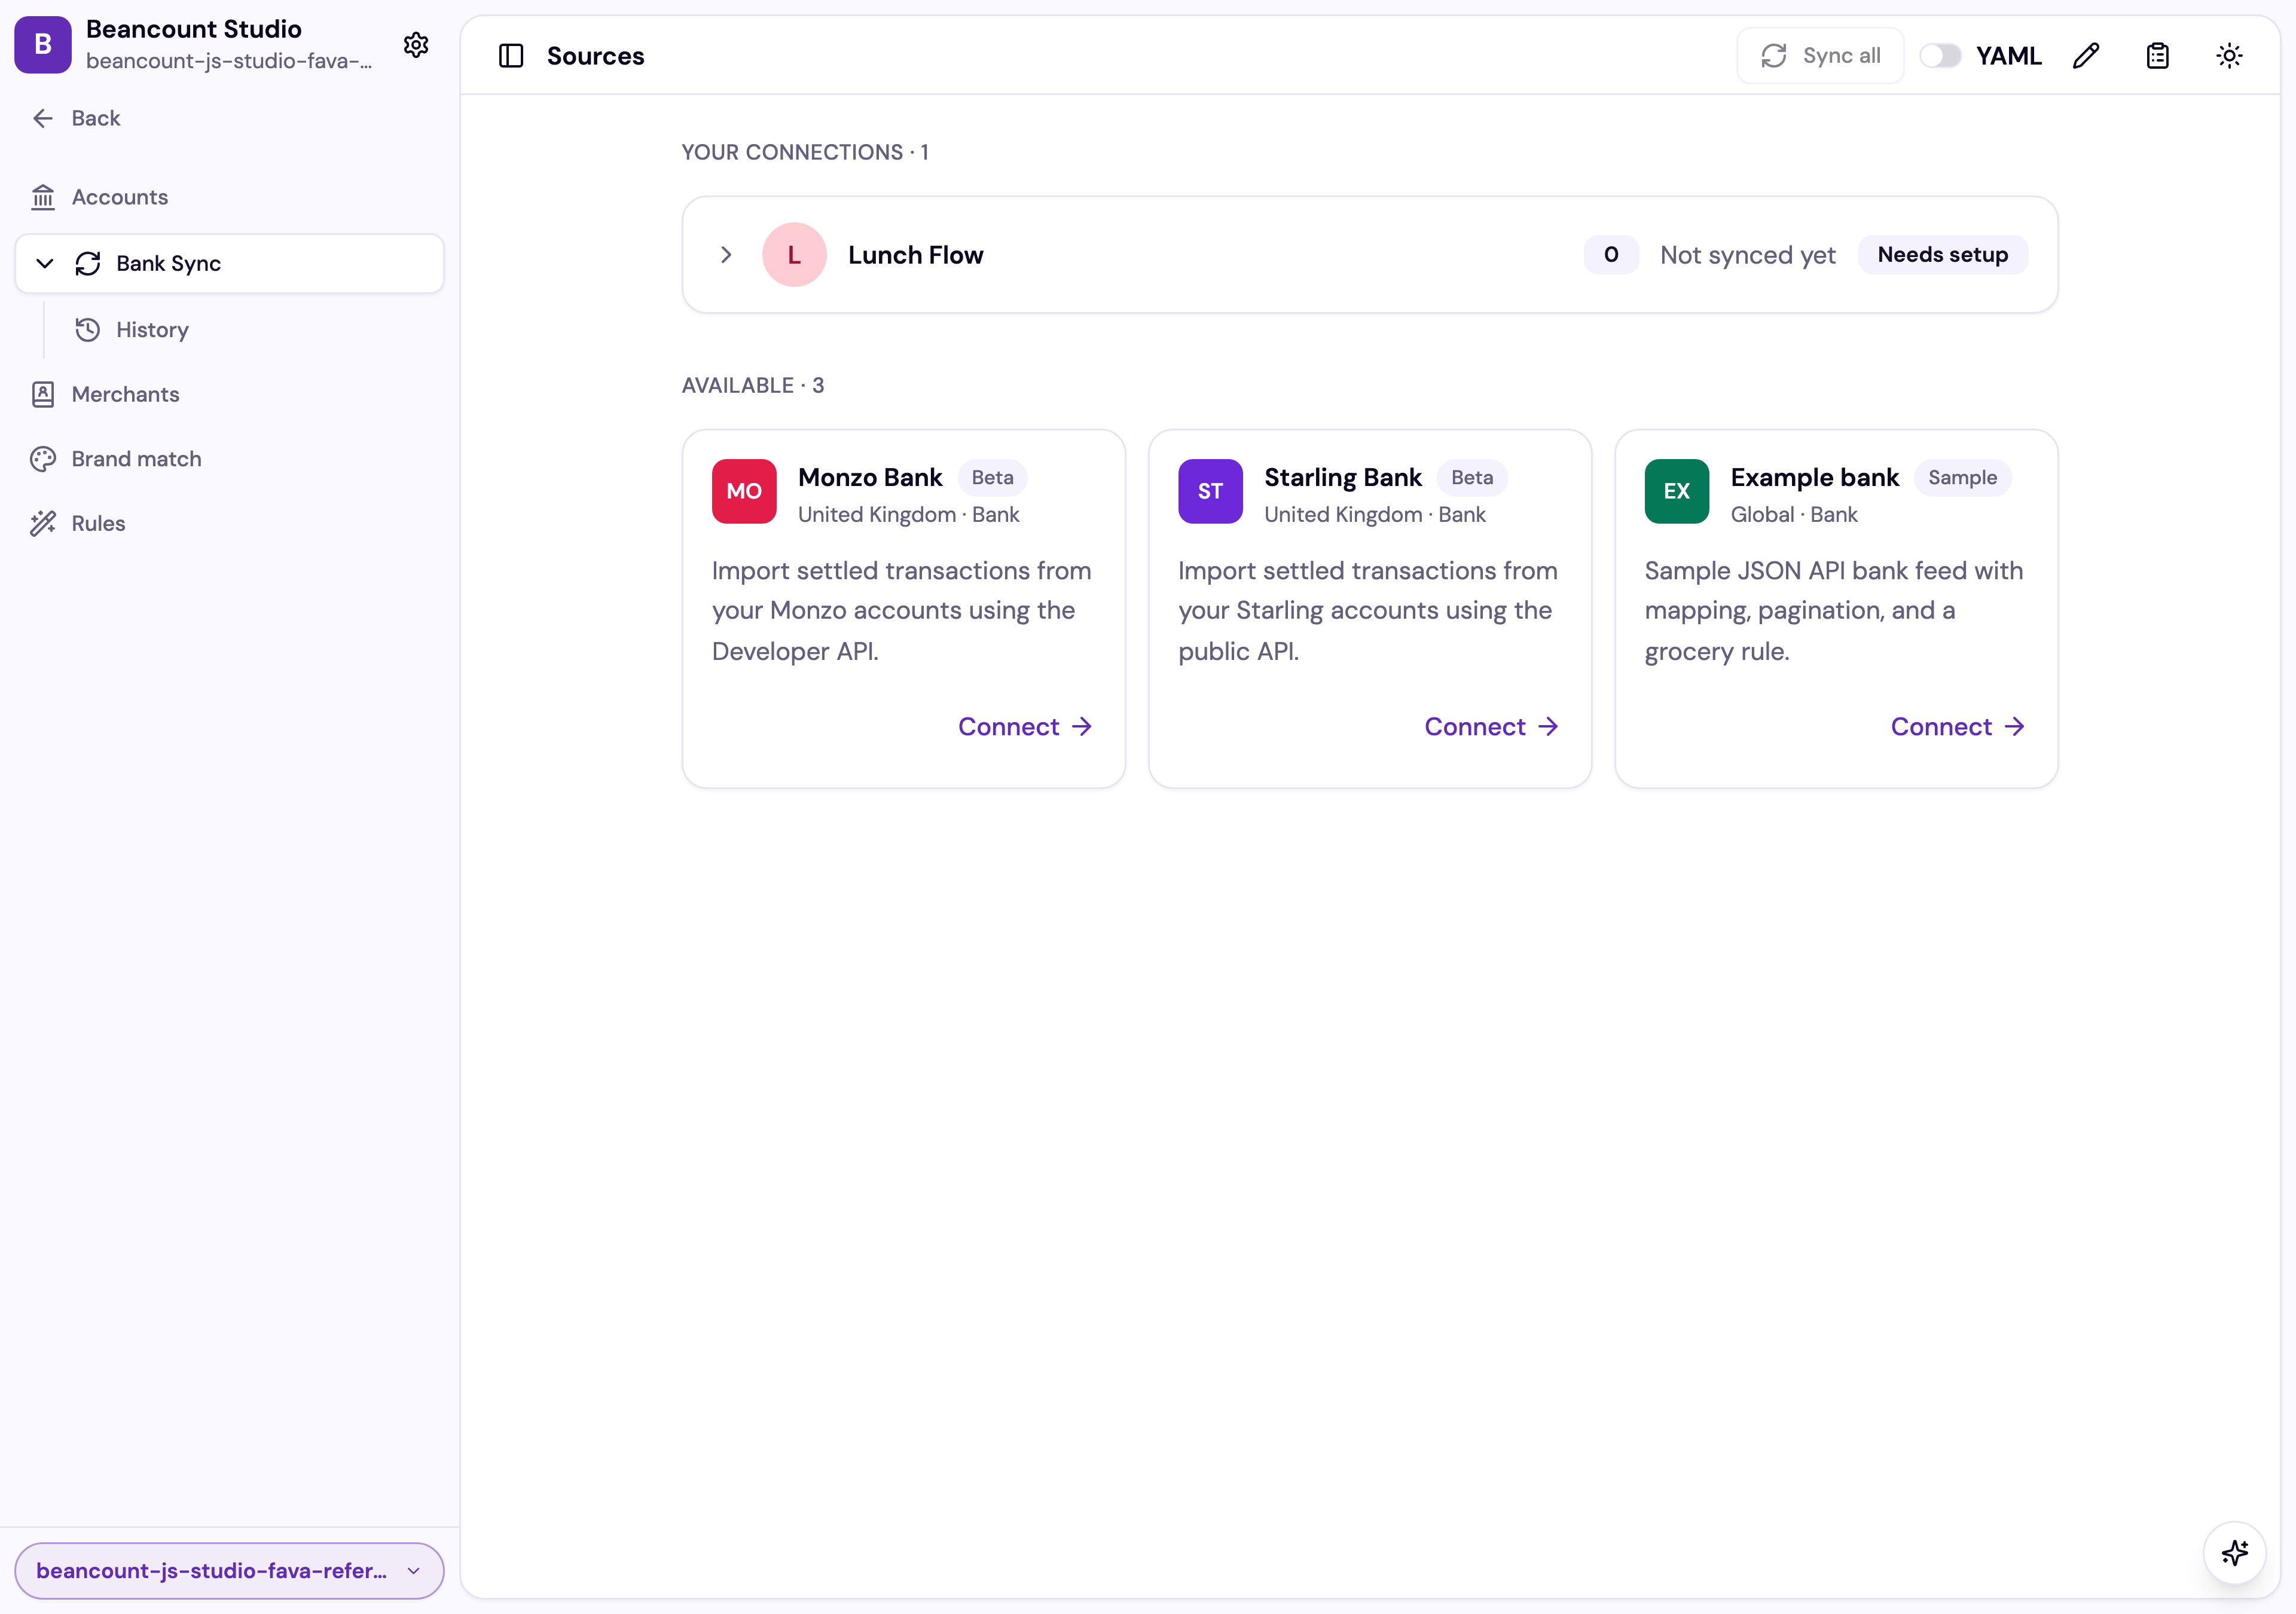 B
Beancount Studio
beancount-js-studio-fava-...
Back
Accounts
Bank Sync
History
Merchants
Brand match
Rules
beancount-js-studio-fava-refer...
Sources
Sync all
YAML
YOUR CONNECTIONS · 1
L
Lunch Flow
0
Not synced yet
Needs setup
AVAILABLE · 3
MO
Monzo Bank
Beta
United Kingdom · Bank
Import settled transactions from
your Monzo accounts using the
Developer API.
Connect →
ST
Starling Bank
Beta
United Kingdom · Bank
Import settled transactions from
your Starling accounts using the
public API.
Connect →
EX
Example bank
Sample
Global · Bank
Sample JSON API bank feed with
mapping, pagination, and a
grocery rule.
Connect →